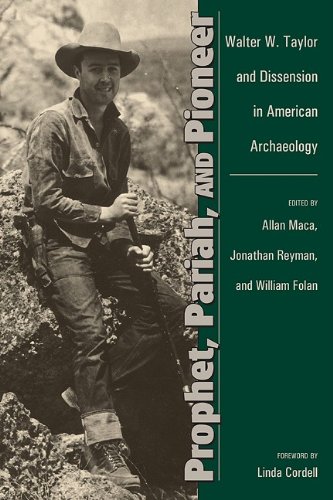 Prophet, Pariah, AND Pioneer
Walter W. Taylor
and Dissension
in American
Archaeology
EDITED
BY
Allan Maca,
Jonathan Reyman,
and William Folan
FOREWORD BY
Linda Cordell